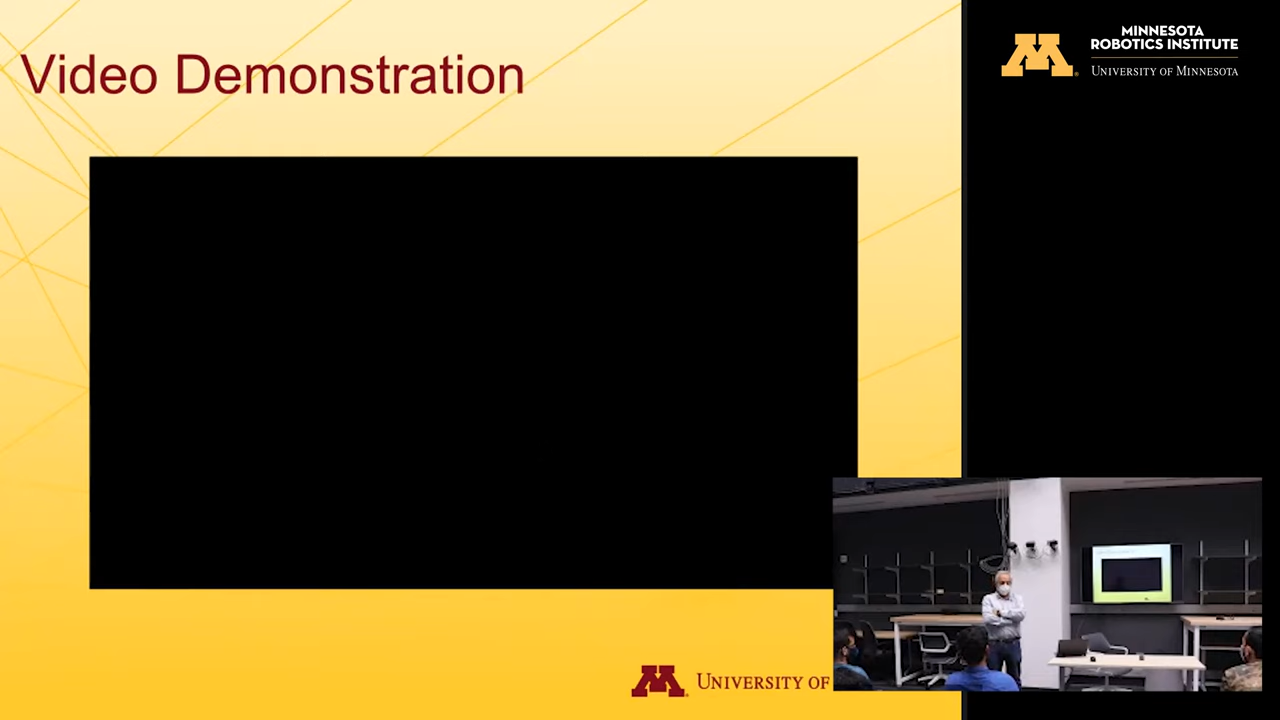 Video Demonstration
MINNESOTA
ROBOTICS INSTITUTE
UNIVERSITY OF MINNESOTA
UNIVERSITY OF